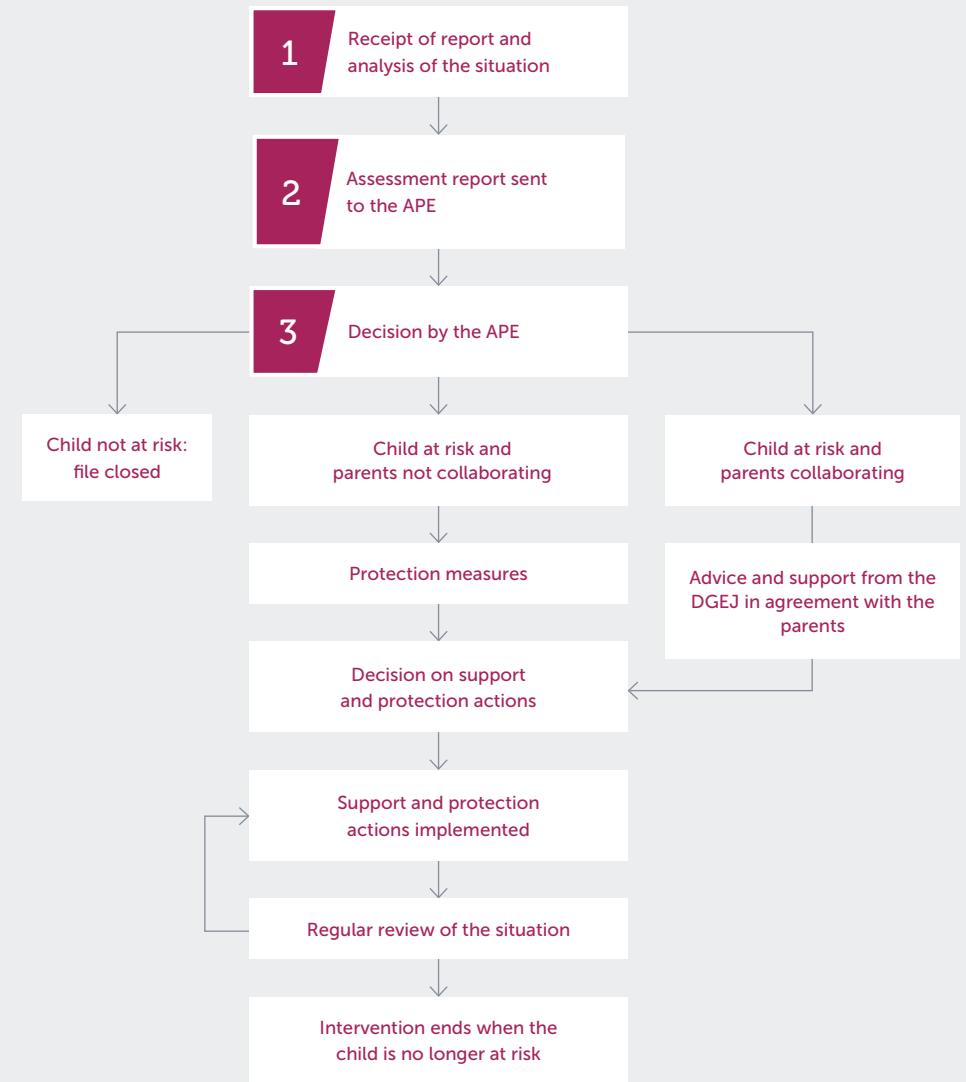 1
Receipt of report and
analysis of the situation
2
Assessment report sent
to the APE
3
Decision by the APE
Child not at risk:
file closed
Child at risk and
parents not collaborating
Child at risk and
parents collaborating
Protection measures
Advice and support from the
DGEJ in agreement with the
parents
Decision on support
and protection actions
Support and protection
actions implemented
Regular review of the situation
Intervention ends when the
child is no longer at risk